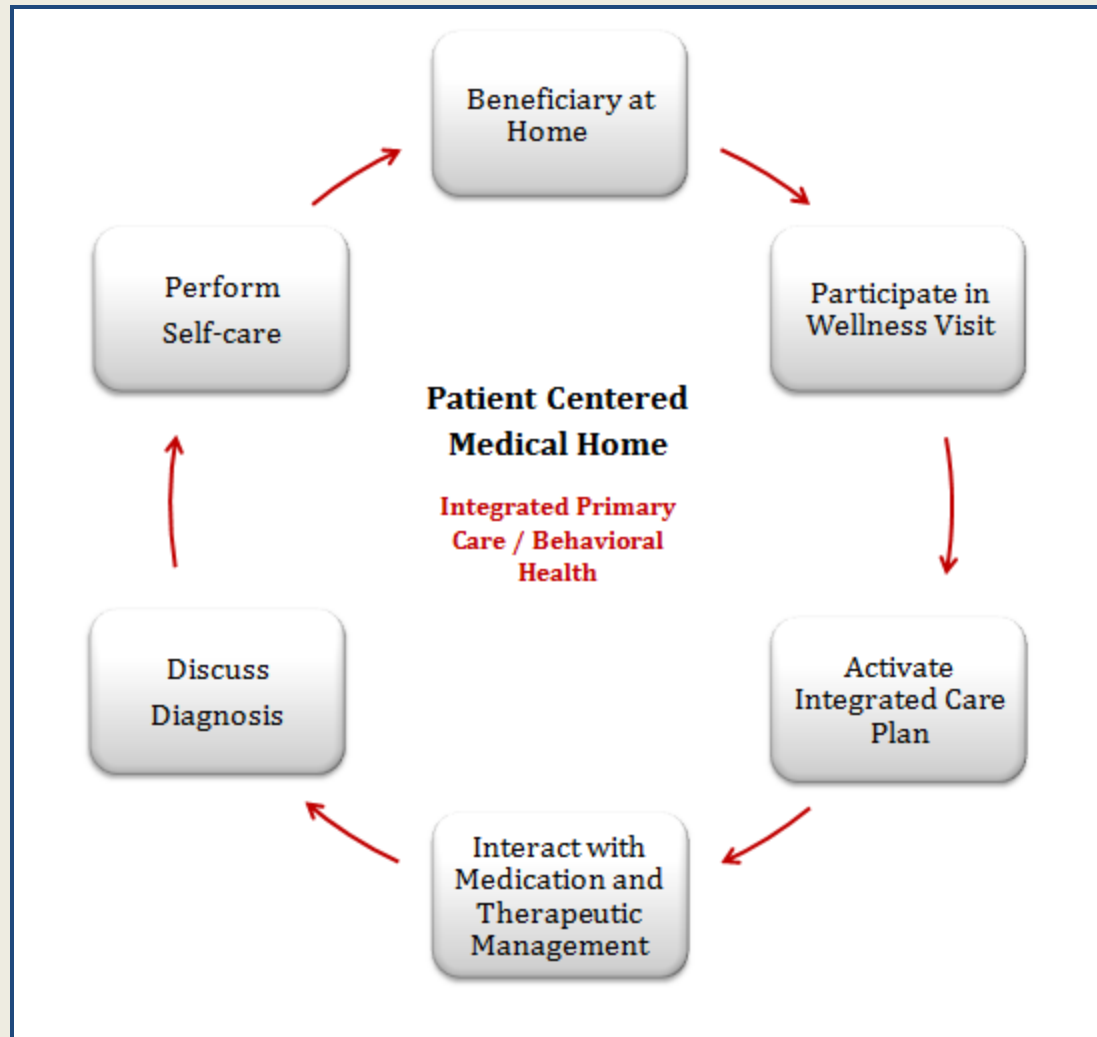 Beneficiary at
Home
Participate in
Wellness Visit
Activate
Integrated Care
Plan
Interact with
Medication and
Therapeutic
Management
Discuss
Diagnosis
Perform
Self-care
Patient Centered
Medical Home
Integrated Primary
Care / Behavioral
Health